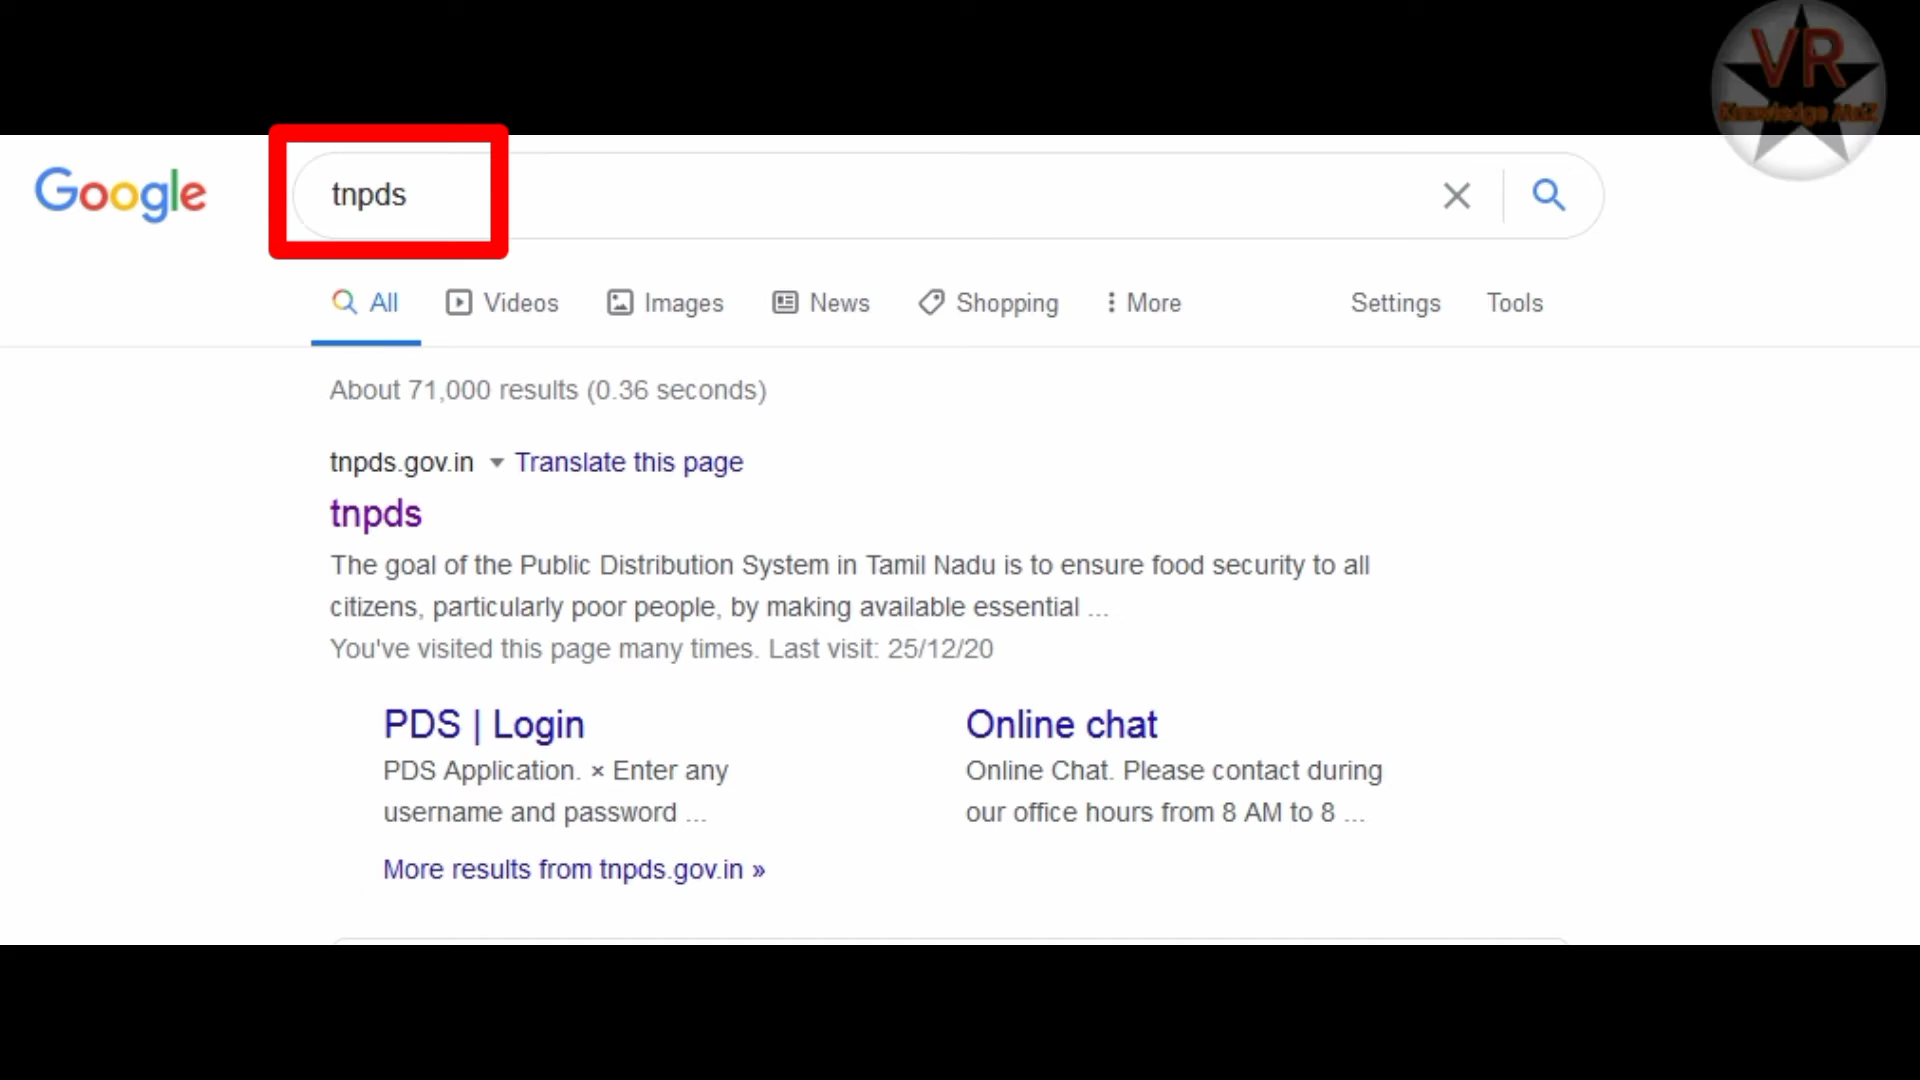 VR
Knowledge MaiZ
Google
tnpds
All Videos Images News Shopping More Settings Tools
About 71,000 results (0.36 seconds)
tnpds.gov.in Translate this page
tnpds
The goal of the Public Distribution System in Tamil Nadu is to ensure food security to all
citizens, particularly poor people, by making available essential ...
You've visited this page many times. Last visit: 25/12/20
PDS | Login
PDS Application. × Enter any
username and password ...
Online chat
Online Chat. Please contact during
our office hours from 8 AM to 8 ...
More results from tnpds.gov.in »